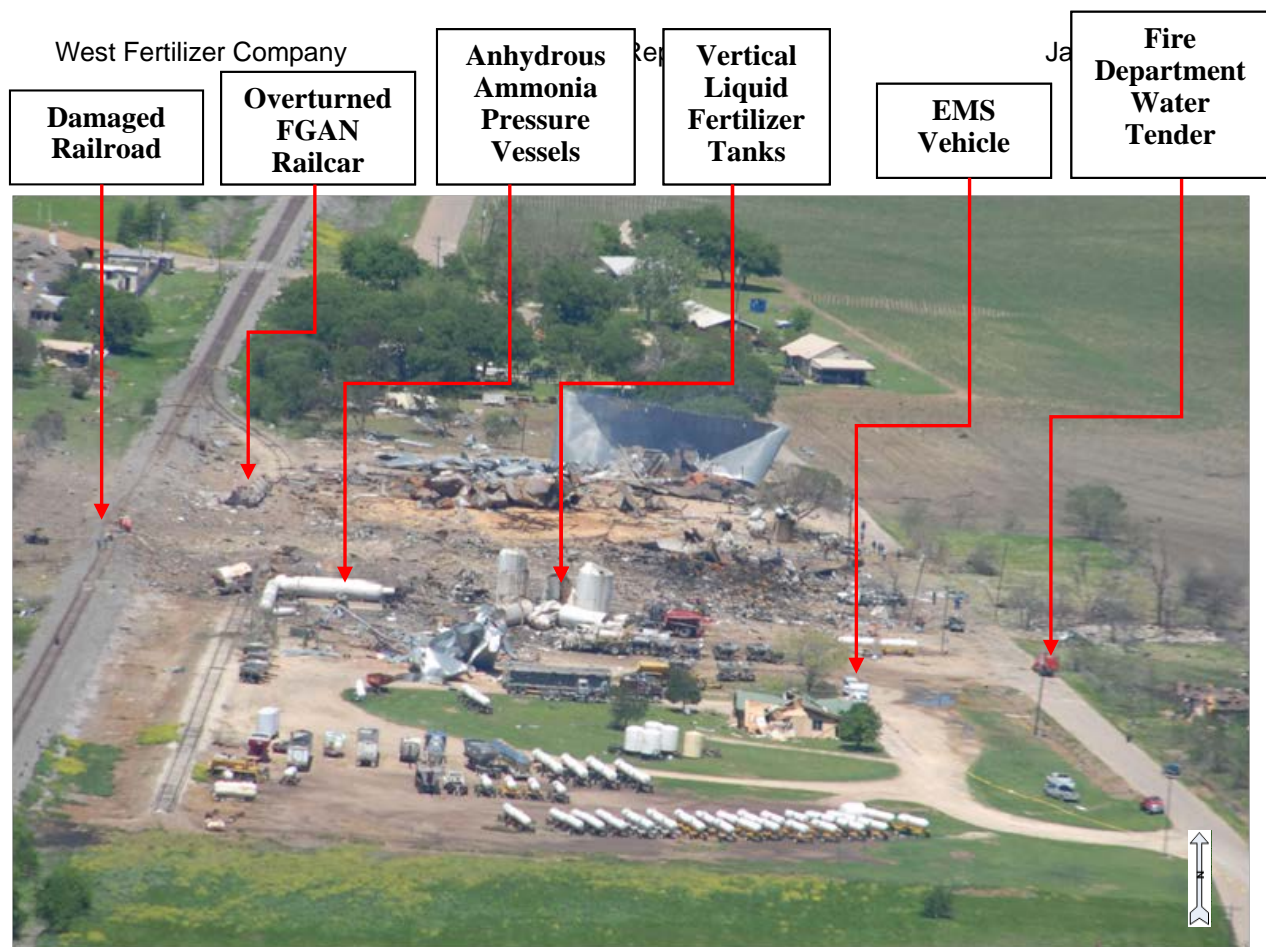 West Fertilizer Company
Damaged
Railroad
Overturned
FGAN
Railcar
Anhydrous
Ammonia
Pressure
Vessels
Vertical
Liquid
Fertilizer
Tanks
EMS
Vehicle
Fire
Department
Water
Tender
N